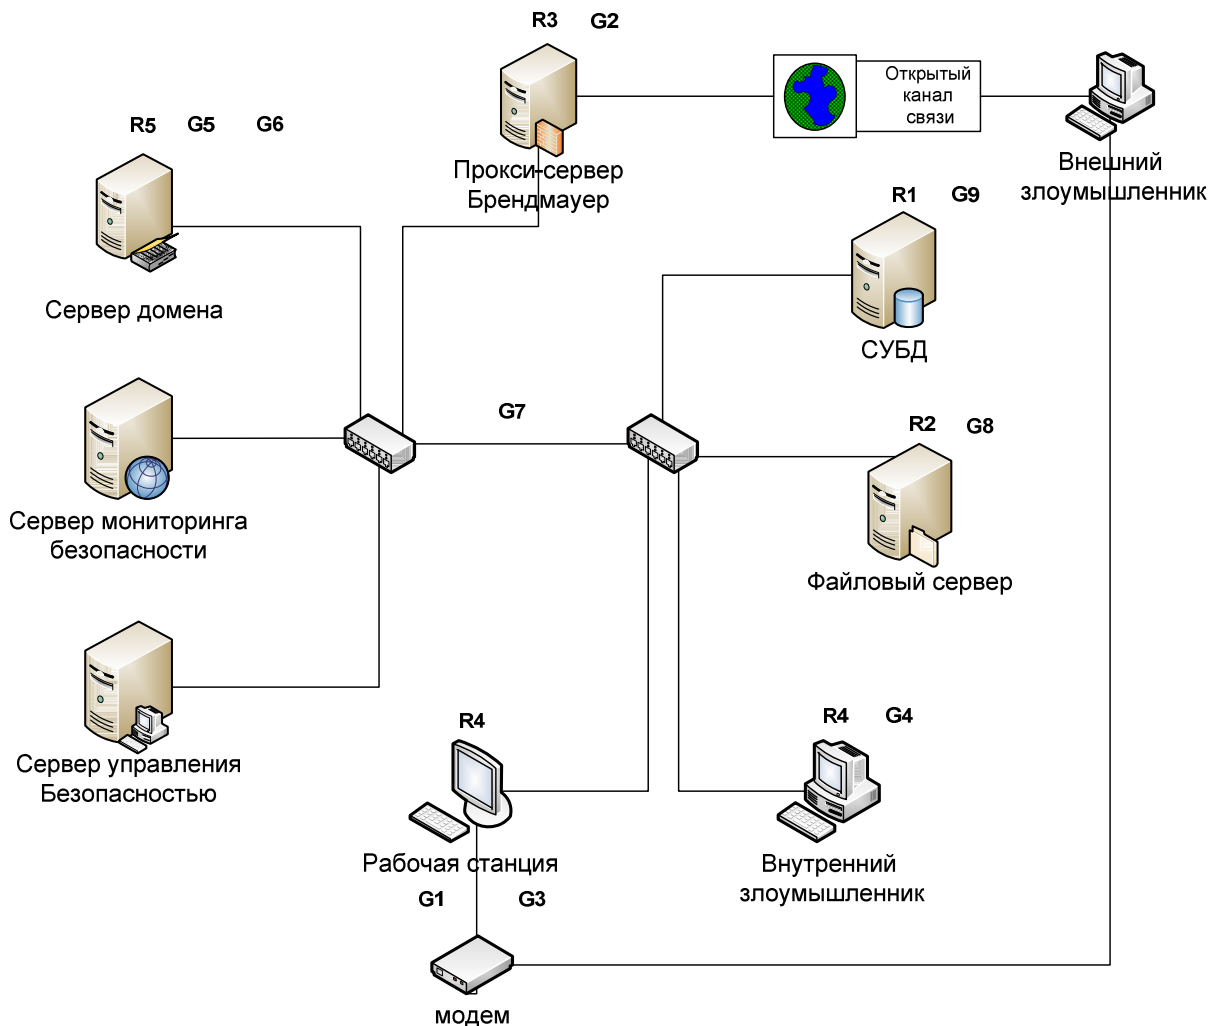 R3 G2
Открытый
канал
связи
R5 G5 G6
Прокси-сервер
Брендмауер
Внешний
злоумышленник
R1 G9
Сервер домена
СУБД
G7
R2 G8
Сервер мониторинга
безопасности
Файловый сервер
R4
R4 G4
Сервер управления
Безопасностью
Рабочая станция
Внутренний
злоумышленник
G1 G3
модем